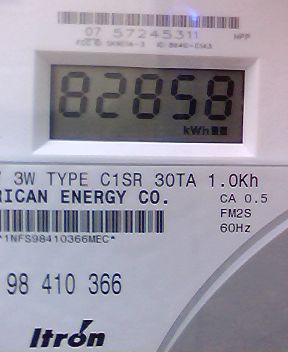 07 57245311
82858
kWh
3W TYPE C1SR 30TA 1.0Kh
RICAN ENERGY CO.
CA 0.5
FM2S
60Hz
*1NFS98410366MEC*
98 410 366
Itrón